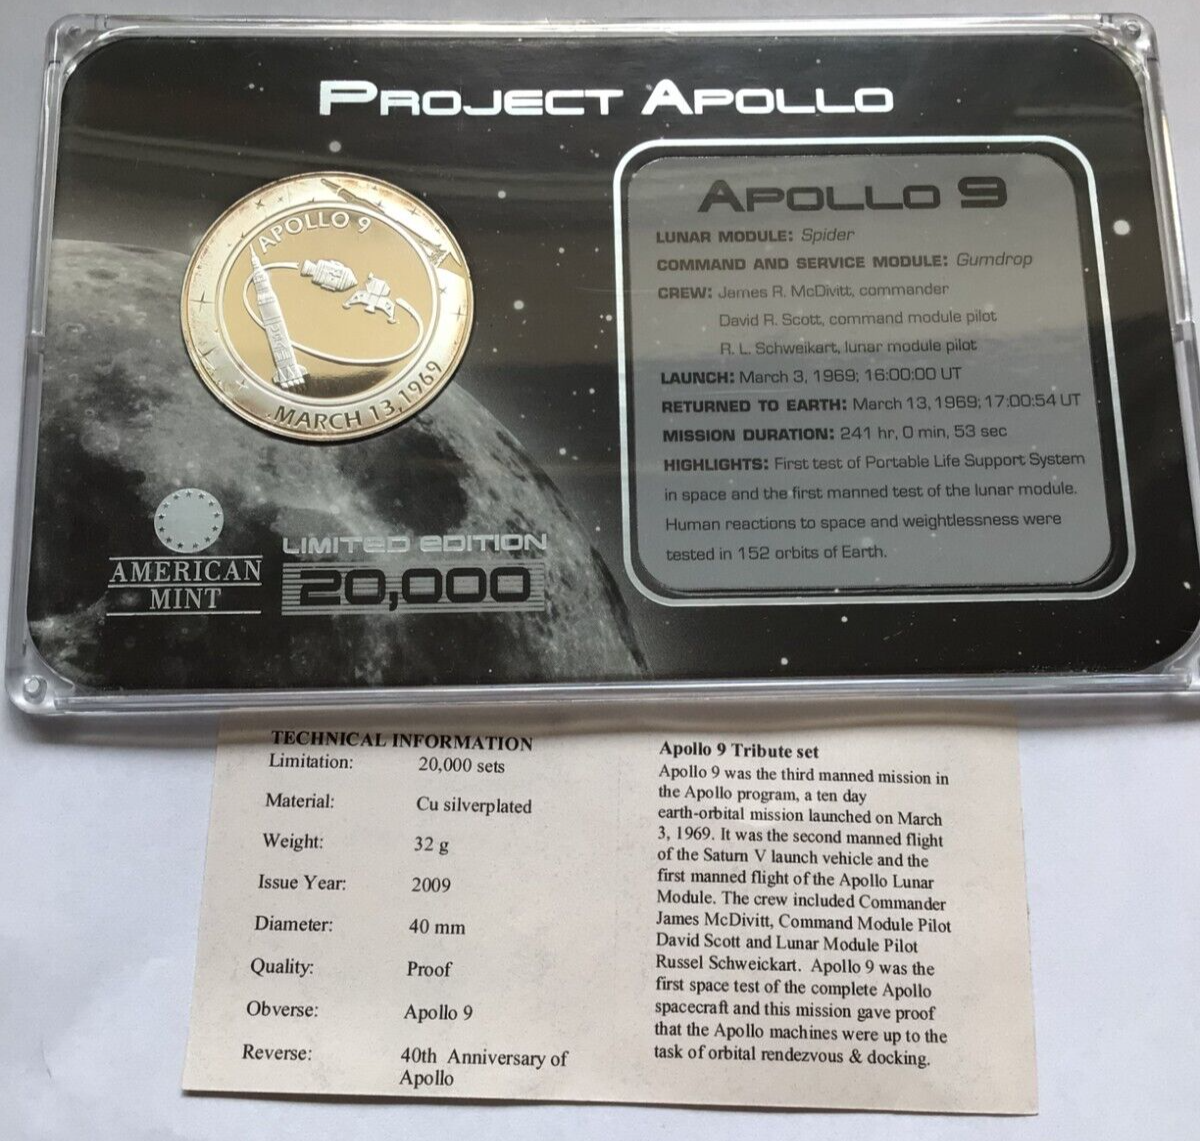 PROJECT APOLLO
APOLLO 9
MARCH 13, 1969
AMERICAN
MINT
LIMITED EDITION
20,000
APOLLO 9
LUNAR MODULE: Spider
COMMAND AND SERVICE MODULE: Gumdrop
CREW: James R. McDivitt, commander
David R. Scott, command module pilot
R. L. Schweikart, lunar module pilot
LAUNCH: March 3, 1969; 16:00:00 UT
RETURNED TO EARTH: March 13, 1969; 17:00:54 UT
MISSION DURATION: 241 hr, 0 min, 53 sec
HIGHLIGHTS: First test of Portable Life Support System
in space and the first manned test of the lunar module.
Human reactions to space and weightlessness were
tested in 152 orbits of Earth.
TECHNICAL INFORMATION
Limitation: 20,000 sets
Material: Cu silverplated
Weight: 32 g
Issue Year: 2009
Diameter: 40 mm
Quality: Proof
Obverse: Apollo 9
Reverse: 40th Anniversary of
Apollo
Apollo 9 Tribute set
Apollo 9 was the third manned mission in
the Apollo program, a ten day
earth-orbital mission launched on March
3, 1969. It was the second manned flight
of the Saturn V launch vehicle and the
first manned flight of the Apollo Lunar
Module. The crew included Commander
James McDivitt, Command Module Pilot
David Scott and Lunar Module Pilot
Russel Schweickart. Apollo 9 was the
first space test of the complete Apollo
spacecraft and this mission gave proof
that the Apollo machines were up to the
task of orbital rendezvous & docking.